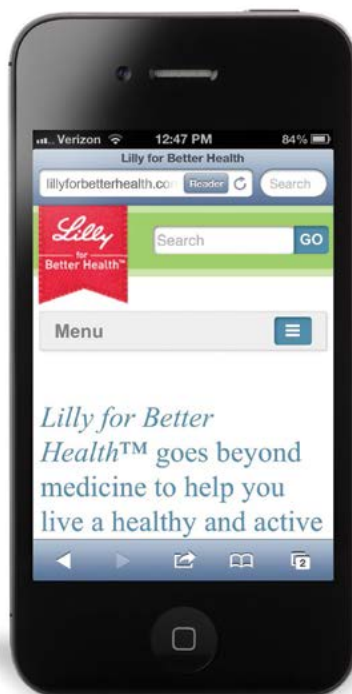 Verizon 12:47 PM 84%
Lilly for Better Health
lillyforbetterhealth.com Reader Search
Lilly
for
Better Health™
Search GO
Menu
Lilly for Better
Health™ goes beyond
medicine to help you
live a healthy and active
2